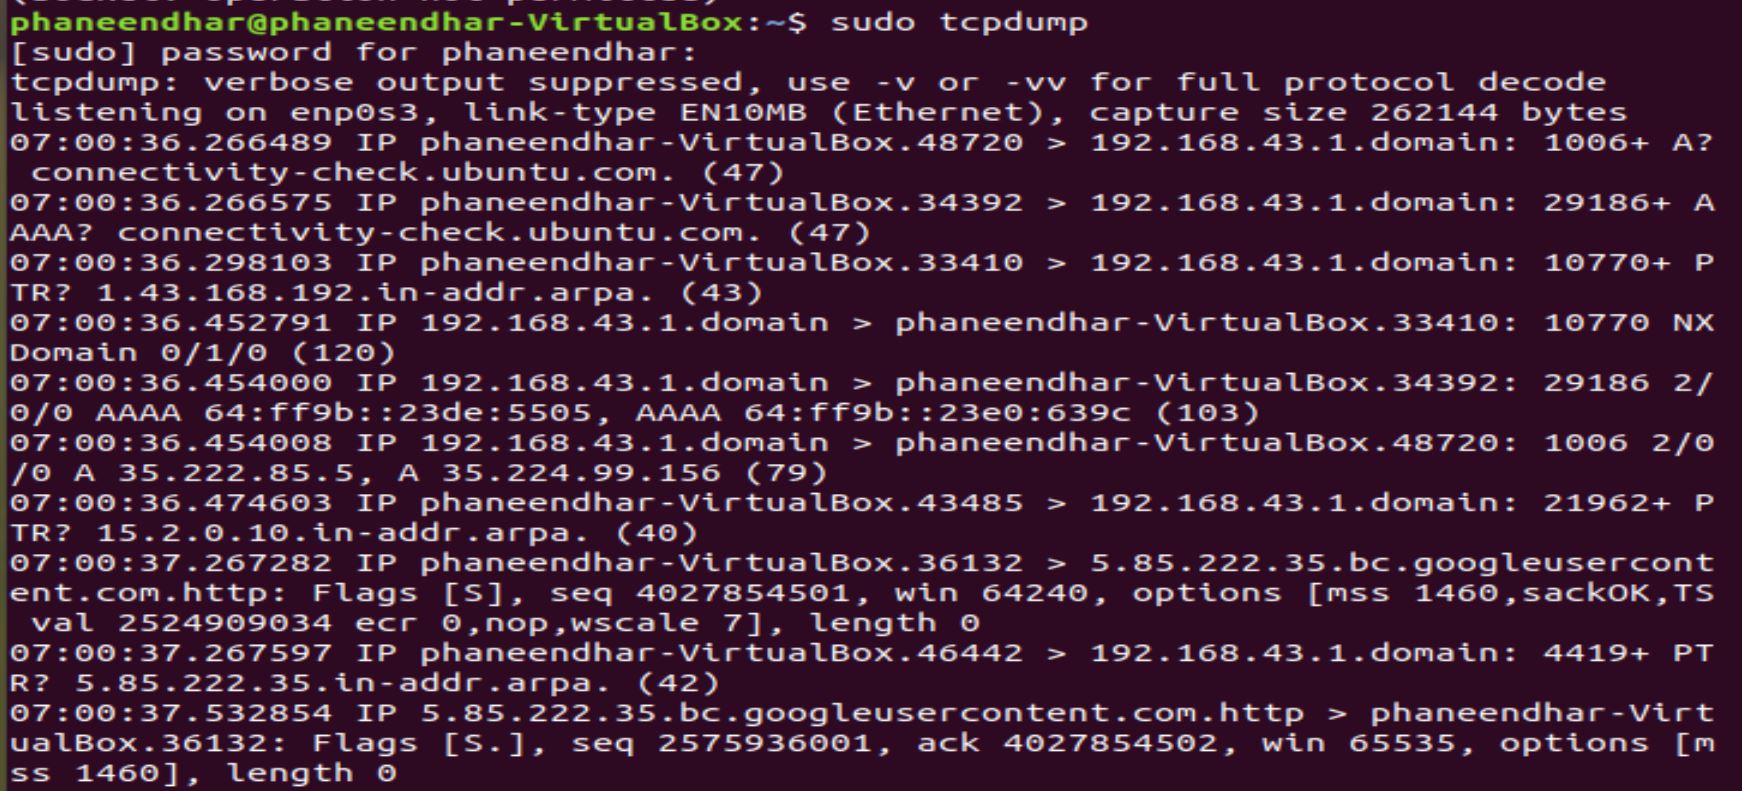 phaneendhar@phaneendhar-VirtualBox:~$ sudo tcpdump
[sudo] password for phaneendhar:
tcpdump: verbose output suppressed, use -v or -vv for full protocol decode
listening on enp0s3, link-type EN10MB (Ethernet), capture size 262144 bytes
07:00:36.266489 IP phaneendhar-VirtualBox.48720 > 192.168.43.1.domain: 1006+ A?
 connectivity-check.ubuntu.com. (47)
07:00:36.266575 IP phaneendhar-VirtualBox.34392 > 192.168.43.1.domain: 29186+ A
AAA? connectivity-check.ubuntu.com. (47)
07:00:36.298103 IP phaneendhar-VirtualBox.33410 > 192.168.43.1.domain: 10770+ P
TR? 1.43.168.192.in-addr.arpa. (43)
07:00:36.452791 IP 192.168.43.1.domain > phaneendhar-VirtualBox.33410: 10770 NX
Domain 0/1/0 (120)
07:00:36.454000 IP 192.168.43.1.domain > phaneendhar-VirtualBox.34392: 29186 2/
0/0 AAAA 64:ff9b::23de:5505, AAAA 64:ff9b::23e0:639c (103)
07:00:36.454008 IP 192.168.43.1.domain > phaneendhar-VirtualBox.48720: 1006 2/0
/0 A 35.222.85.5, A 35.224.99.156 (79)
07:00:36.474603 IP phaneendhar-VirtualBox.43485 > 192.168.43.1.domain: 21962+ P
TR? 15.2.0.10.in-addr.arpa. (40)
07:00:37.267282 IP phaneendhar-VirtualBox.36132 > 5.85.222.35.bc.googleusercont
ent.com.http: Flags [S], seq 4027854501, win 64240, options [mss 1460,sackOK,TS
 val 2524909034 ecr 0,nop,wscale 7], length 0
07:00:37.267597 IP phaneendhar-VirtualBox.46442 > 192.168.43.1.domain: 4419+ PT
R? 5.85.222.35.in-addr.arpa. (42)
07:00:37.532854 IP 5.85.222.35.bc.googleusercontent.com.http > phaneendhar-Virt
ualBox.36132: Flags [S.], seq 2575936001, ack 4027854502, win 65535, options [m
ss 1460], length 0